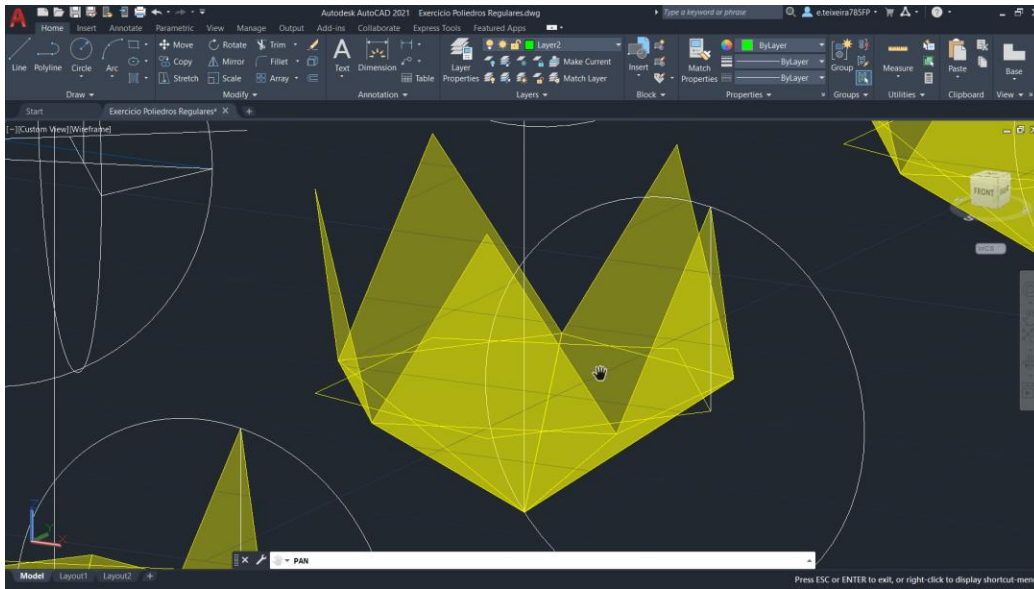 Autodesk AutoCAD 2021 Exercicio Poliedros Regulares.dwg
Type a keyword or phrase
e.teixeira785FP
Home Insert Annotate Parametric View Manage Output Add-ins Collaborate Express Tools Featured Apps
Line Polyline Circle Arc
Move Rotate Trim
Copy Mirror Fillet
Stretch Scale Array
Text Dimension Table
Layer Properties
Layer2
Make Current
Match Layer
Insert
Match Properties
ByLayer
ByLayer
ByLayer
Group
Measure
Paste
Base
Draw Modify Annotation Layers Block Properties Groups Utilities Clipboard View
Start Exercicio Poliedros Regulares* +
[-][Custom View][Wireframe]
FRONT
WCS
X
PAN
Model Layout1 Layout2 +
Press ESC or ENTER to exit, or right-click to display shortcut-menu